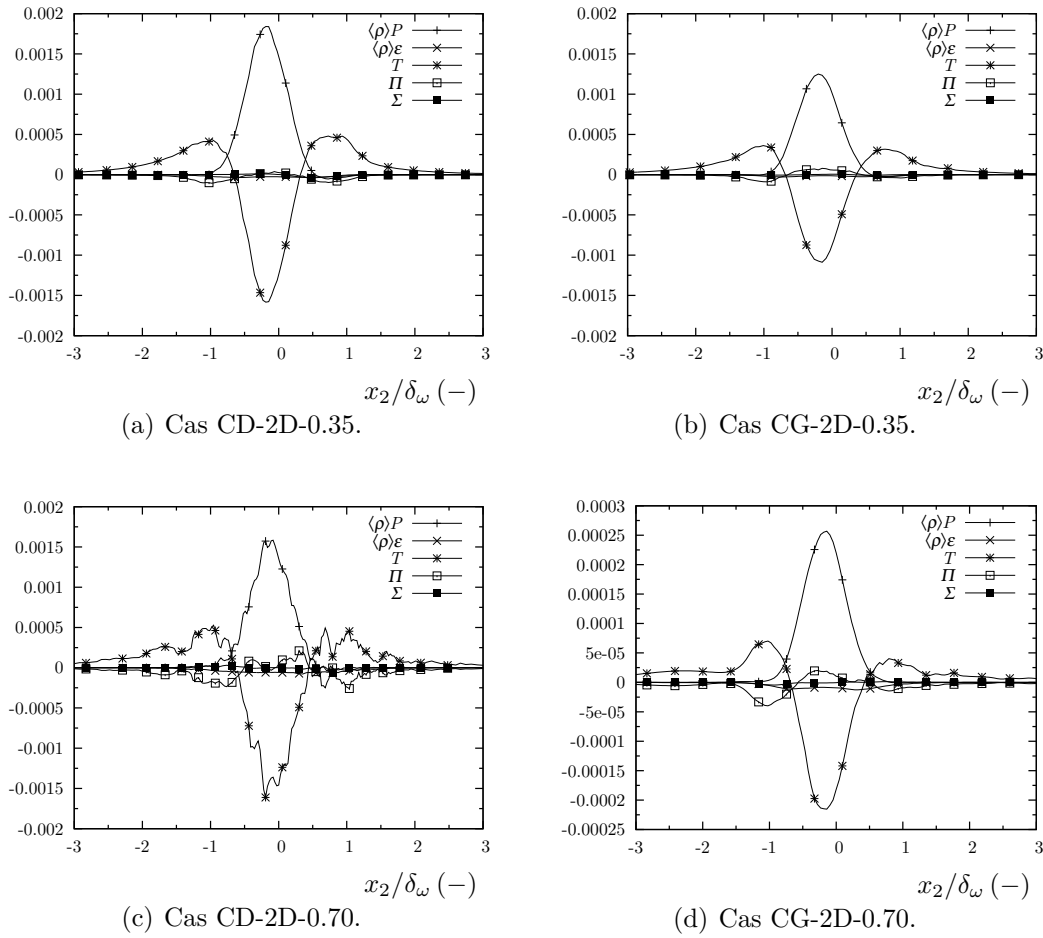 0.002
0.0015
0.001
0.0005
0
-0.0005
-0.001
-0.0015
-0.002
-3 -2 -1 0 1 2 3
⟨ρ⟩P
⟨ρ⟩ε
T
Π
Σ
x₂/δω (−)
(a) Cas CD-2D-0.35.
0.002
0.0015
0.001
0.0005
0
-0.0005
-0.001
-0.0015
-0.002
-3 -2 -1 0 1 2 3
⟨ρ⟩P
⟨ρ⟩ε
T
Π
Σ
x₂/δω (−)
(b) Cas CG-2D-0.35.
0.002
0.0015
0.001
0.0005
0
-0.0005
-0.001
-0.0015
-0.002
-3 -2 -1 0 1 2 3
⟨ρ⟩P
⟨ρ⟩ε
T
Π
Σ
x₂/δω (−)
(c) Cas CD-2D-0.70.
0.0003
0.00025
0.0002
0.00015
0.0001
5e-05
0
-5e-05
-0.0001
-0.00015
-0.0002
-0.00025
-3 -2 -1 0 1 2 3
⟨ρ⟩P
⟨ρ⟩ε
T
Π
Σ
x₂/δω (−)
(d) Cas CG-2D-0.70.